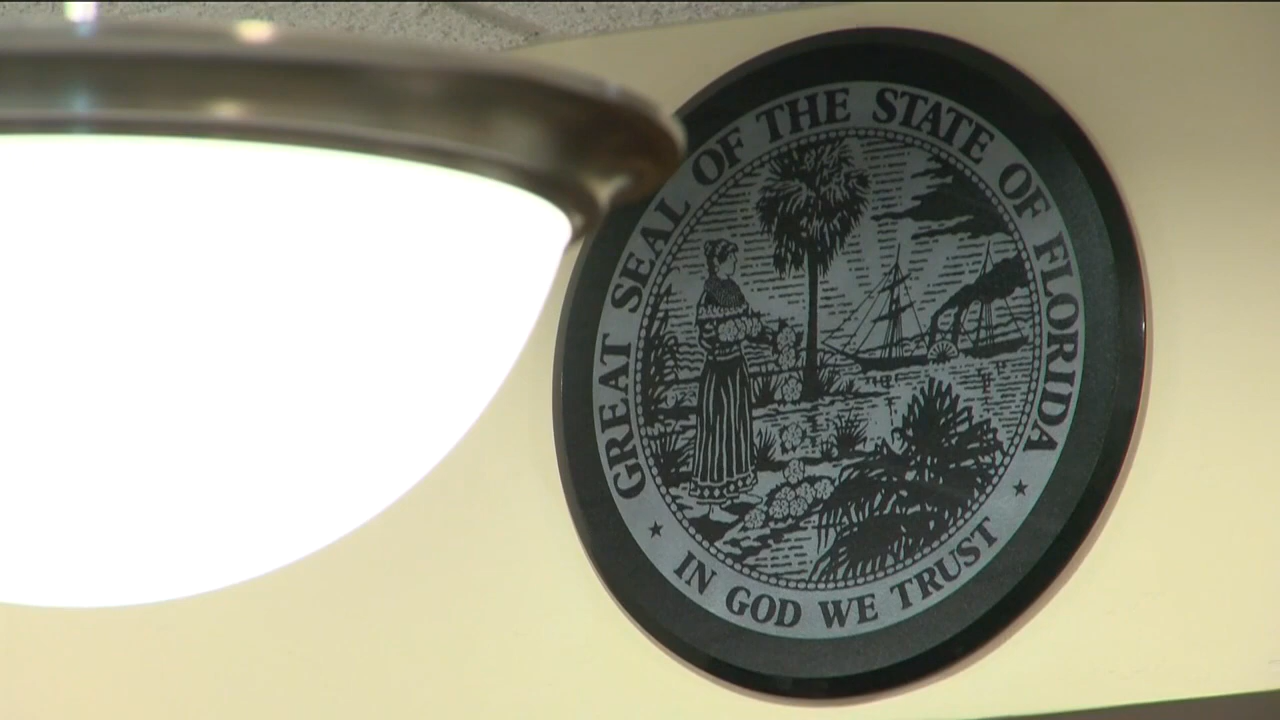 GREAT SEAL OF THE STATE OF FLORIDA
IN GOD WE TRUST